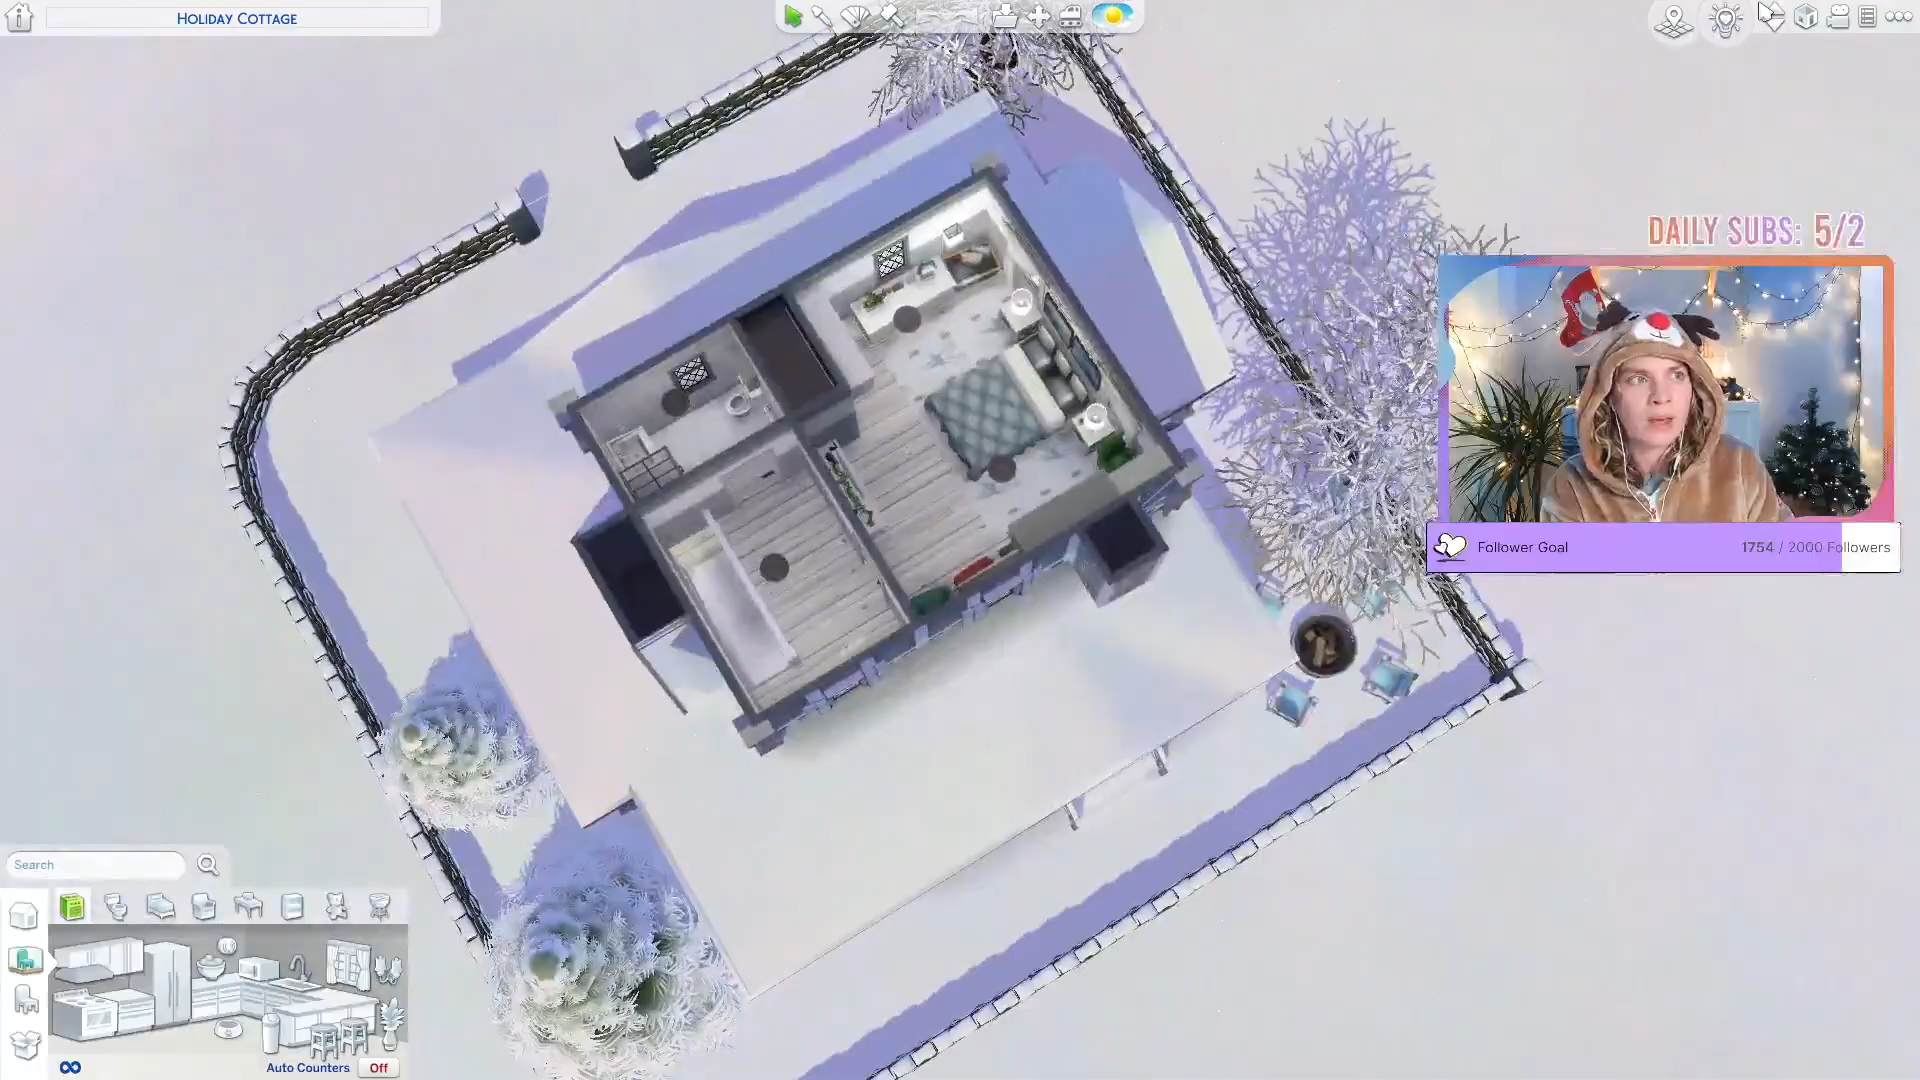 HOLIDAY COTTAGE
DAILY SUBS: 5/2
Follower Goal
1754 / 2000 Followers
Search
Auto Counters
Off